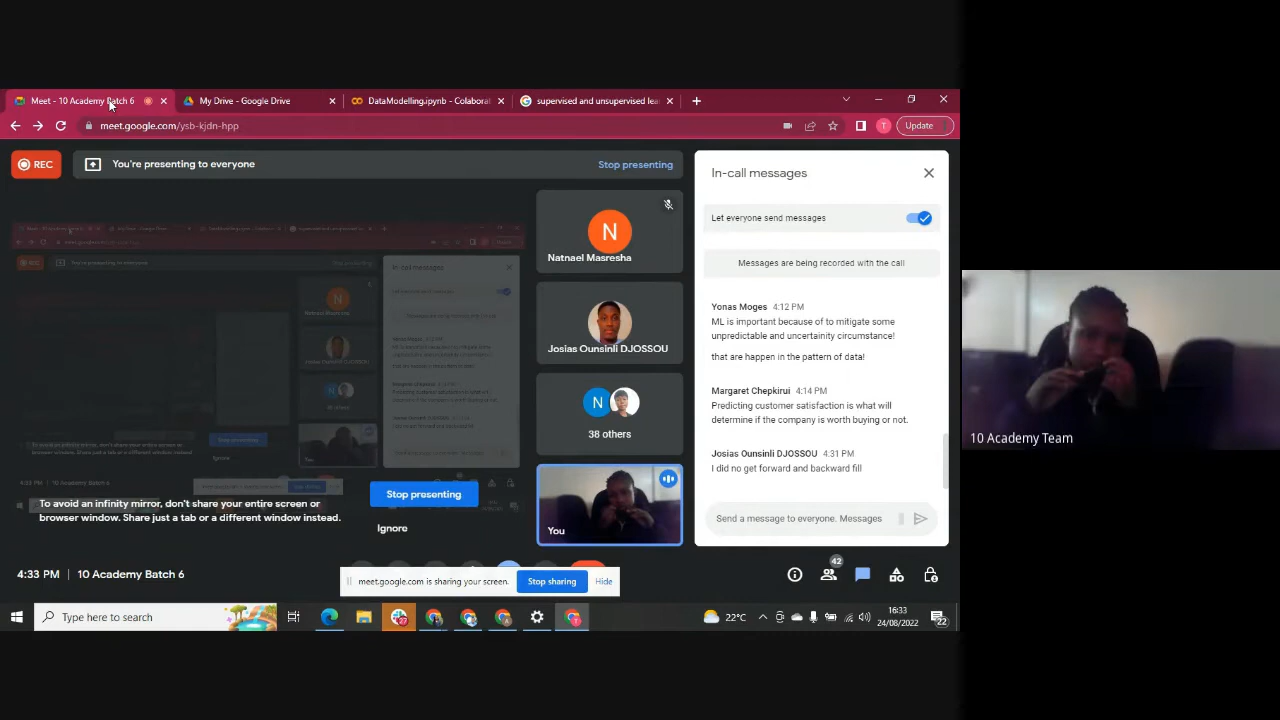 Meet - 10 Academy Batch 6
My Drive - Google Drive
DataModelling.ipynb - Colaborat
supervised and unsupervised lear
meet.google.com/ysb-kjdn-hpp
T
Update
REC
You're presenting to everyone
Stop presenting
N
Natnael Masresha
Josias Ounsinli DJOSSOU
N
38 others
You
To avoid an infinity mirror, don't share your entire screen or
browser window. Share just a tab or a different window instead.
Stop presenting
Ignore
In-call messages
Let everyone send messages
Messages are being recorded with the call
Yonas Moges 4:12 PM
ML is important because of to mitigate some
unpredictable and uncertainity circumstance!
that are happen in the pattern of data!
Margaret Chepkirui 4:14 PM
Predicting customer satisfaction is what will
determine if the company is worth buying or not.
Josias Ounsinli DJOSSOU 4:31 PM
I did no get forward and backward fill
Send a message to everyone. Messages
10 Academy Team
4:33 PM | 10 Academy Batch 6
42
meet.google.com is sharing your screen.
Stop sharing
Hide
Type here to search
22°C
16:33
24/08/2022
22